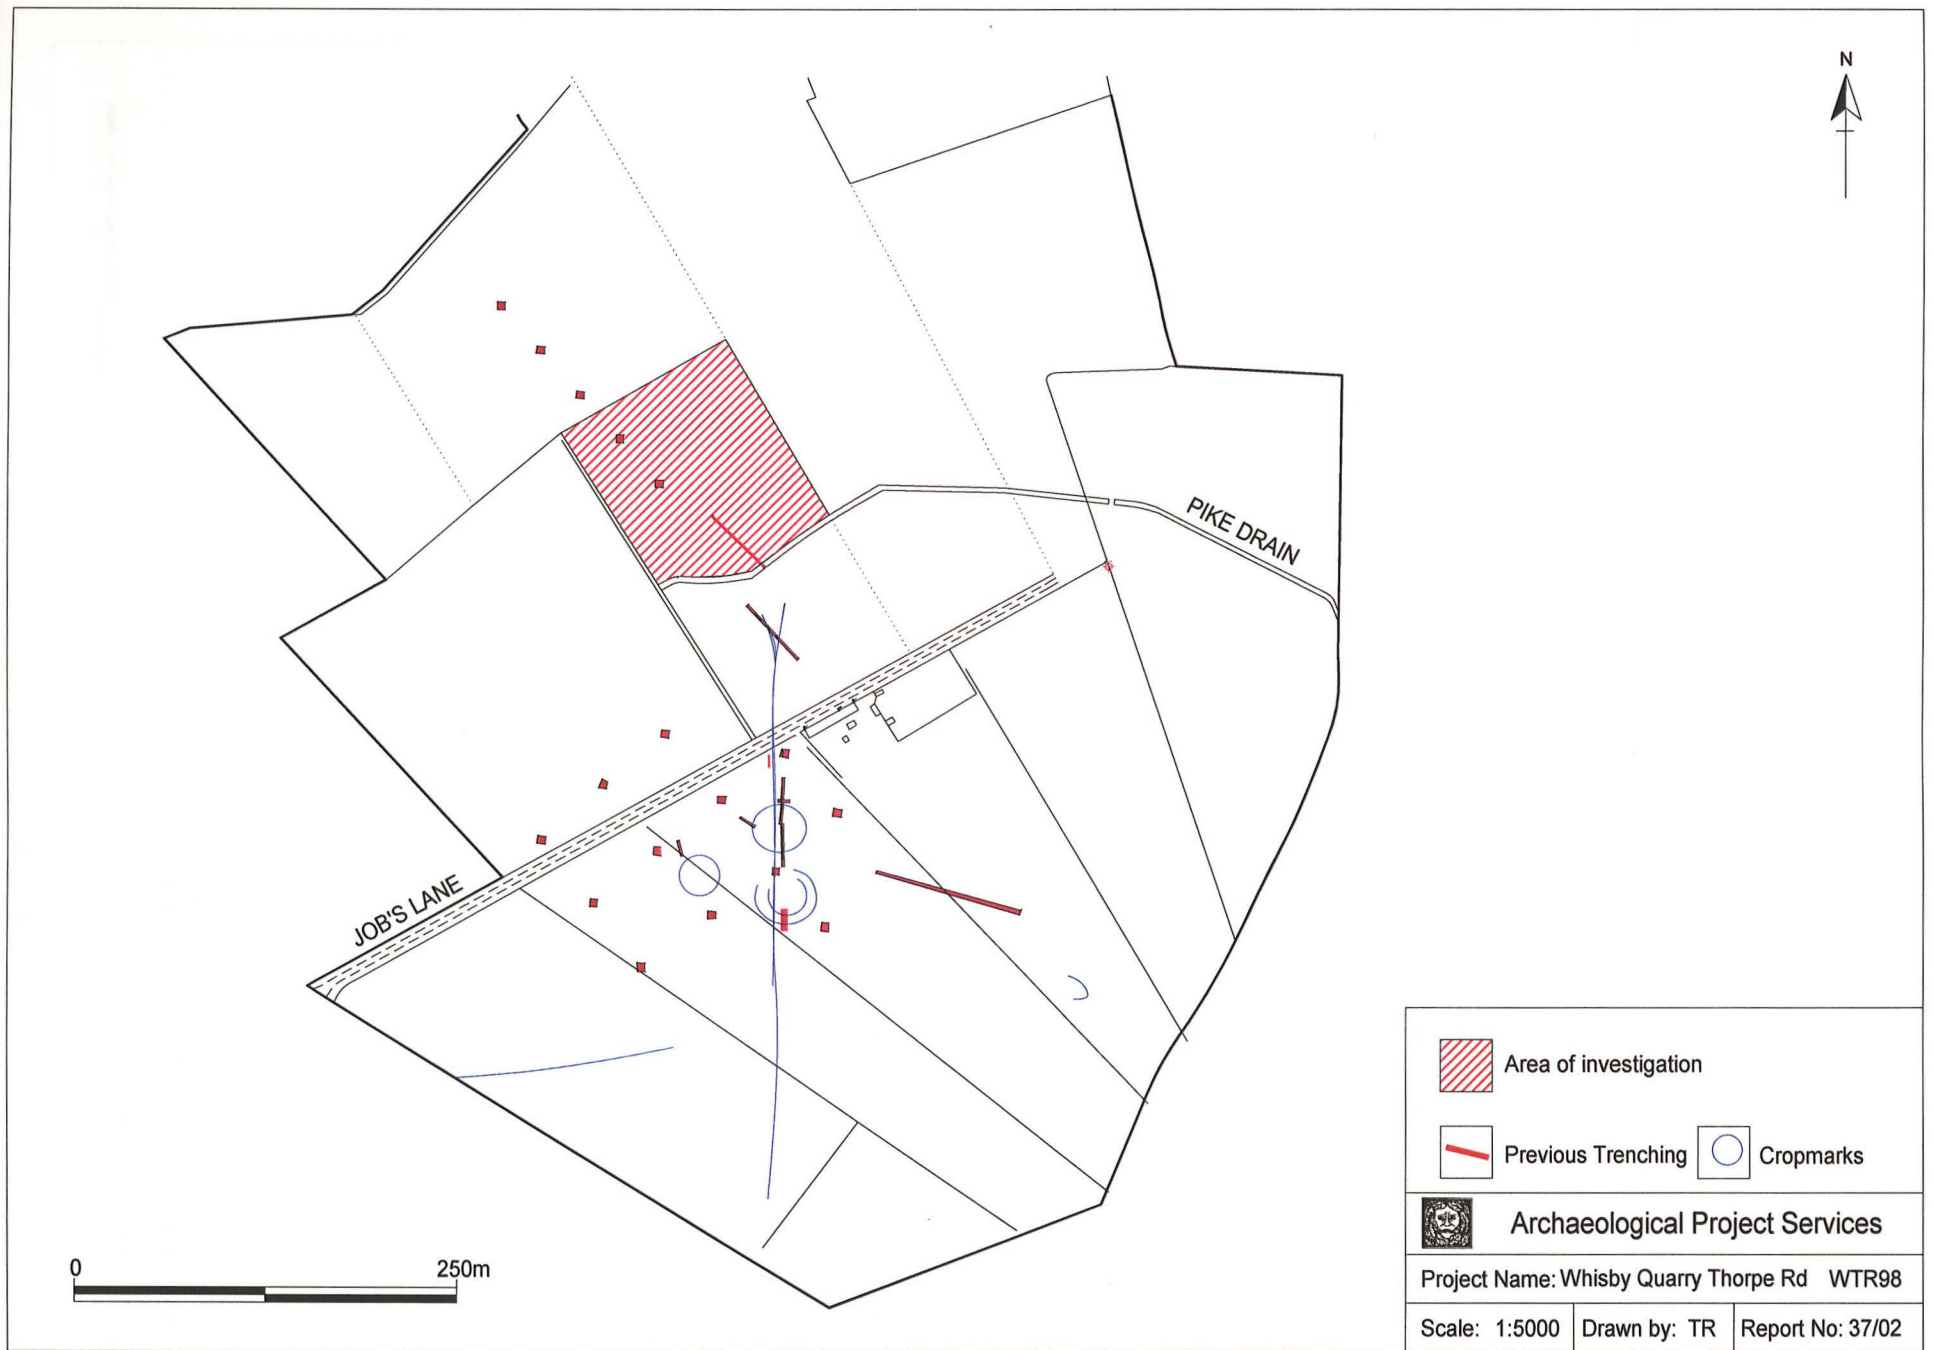 N
PIKE DRAIN
JOB'S LANE
0 250m
Area of investigation
Previous Trenching Cropmarks
Archaeological Project Services
Project Name: Whisby Quarry Thorpe Rd WTR98
Scale: 1:5000 Drawn by: TR Report No: 37/02